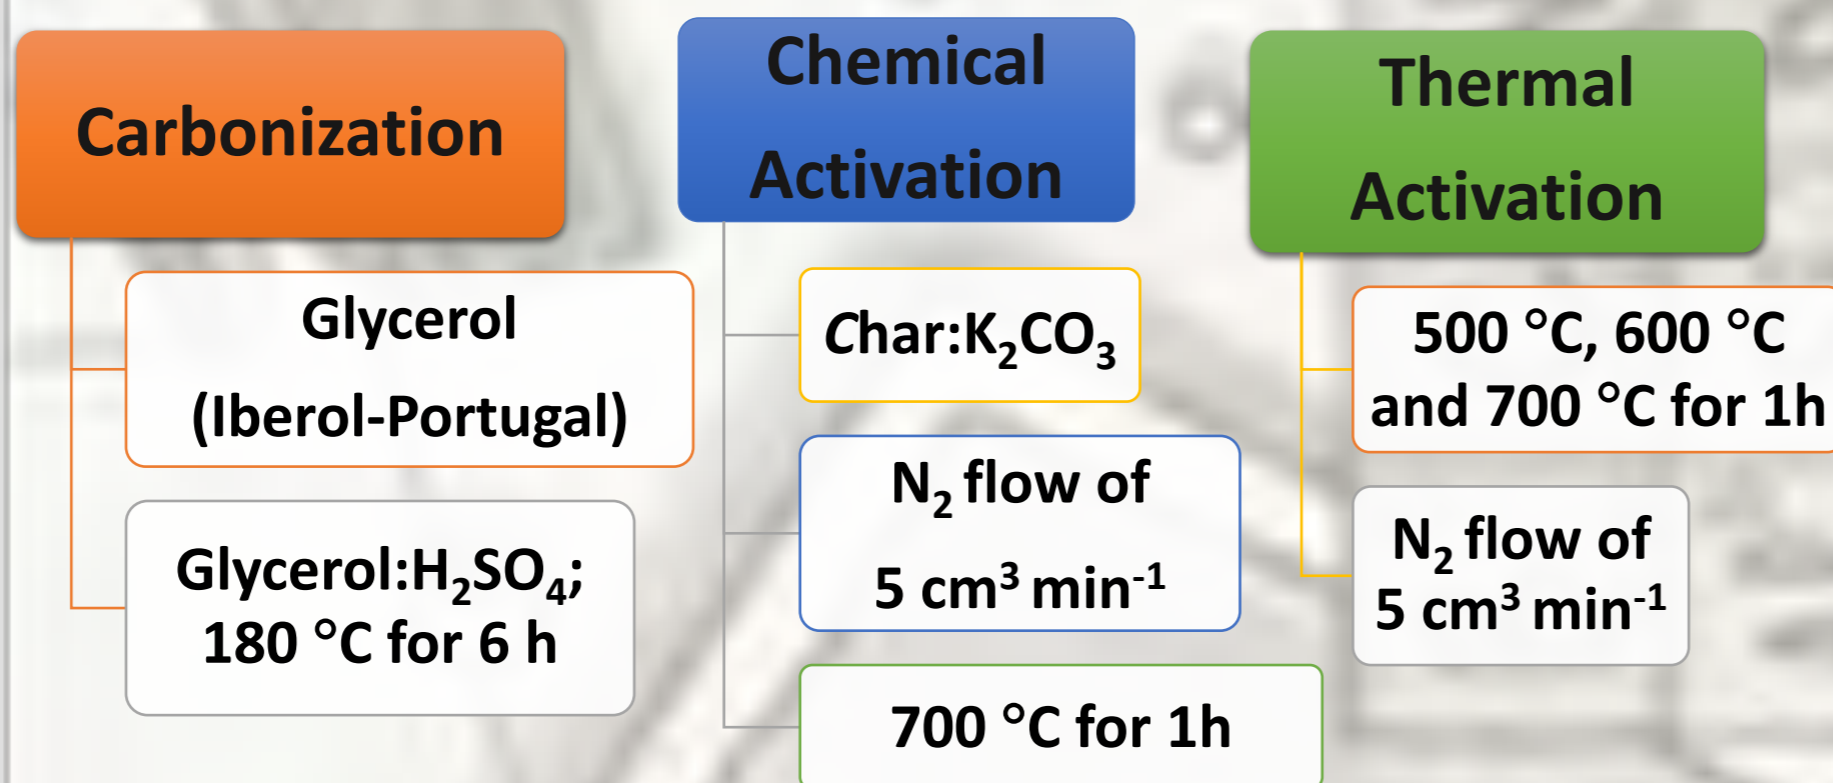 Carbonization
Glycerol
(Iberol-Portugal)
Glycerol:H₂SO₄;
180 °C for 6 h
Chemical
Activation
Char:K₂CO₃
N₂ flow of
5 cm³ min⁻¹
700 °C for 1h
Thermal
Activation
500 °C, 600 °C
and 700 °C for 1h
N₂ flow of
5 cm³ min⁻¹